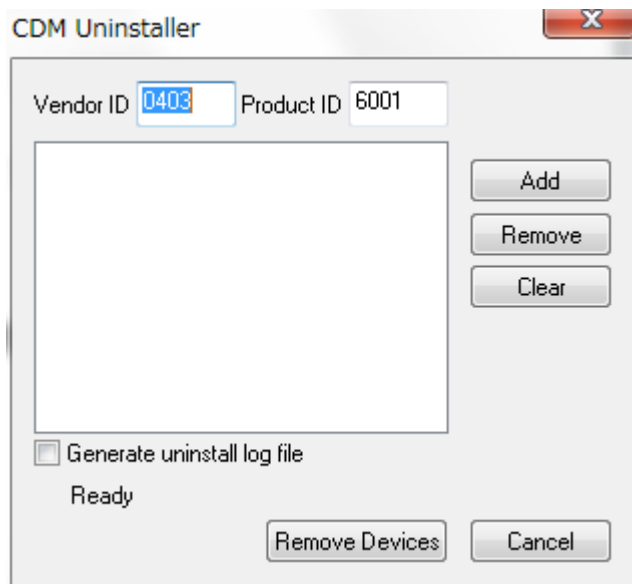 CDM Uninstaller
Vendor ID 0403 Product ID 6001
Add
Remove
Clear
Generate uninstall log file
Ready
Remove Devices Cancel